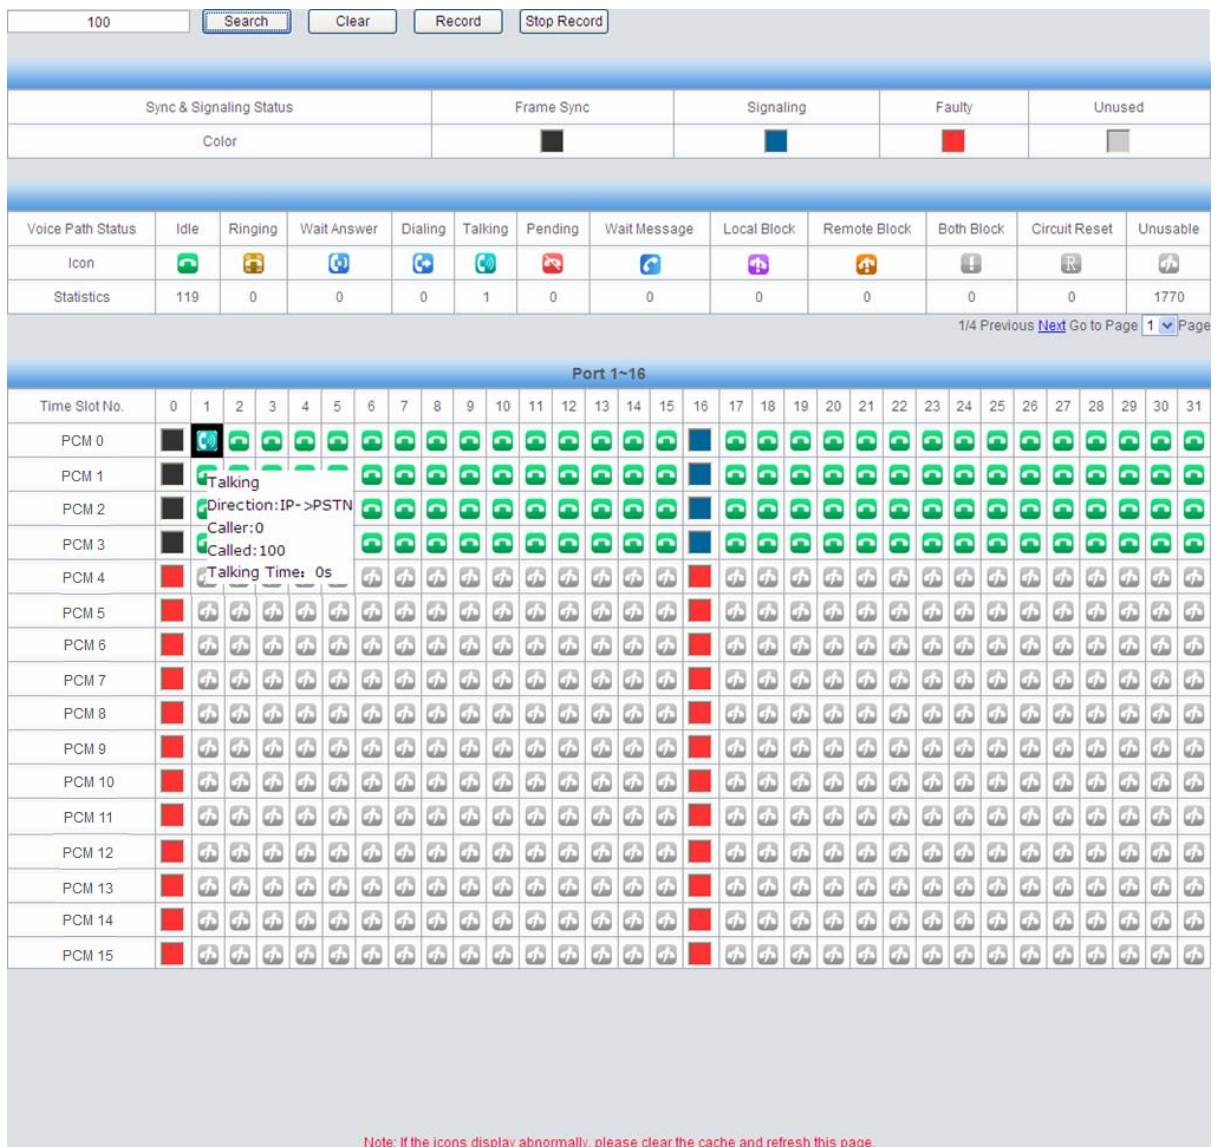 100 Search Clear Record Stop Record
Sync & Signaling Status Frame Sync Signaling Faulty Unused
Color
Voice Path Status Idle Ringing Wait Answer Dialing Talking Pending Wait Message Local Block Remote Block Both Block Circuit Reset Unusable
Icon R
Statistics 119 0 0 0 1 0 0 0 0 0 0 1770
1/4 Previous Next Go to Page 1 Page
Port 1~16
Time Slot No. 0 1 2 3 4 5 6 7 8 9 10 11 12 13 14 15 16 17 18 19 20 21 22 23 24 25 26 27 28 29 30 31
PCM 0
PCM 1
Talking
PCM 2
Direction:IP->PSTN
Caller:0
PCM 3
Called:100
PCM 4
Talking Time: 0s
PCM 5
PCM 6
PCM 7
PCM 8
PCM 9
PCM 10
PCM 11
PCM 12
PCM 13
PCM 14
PCM 15
Note: If the icons display abnormally, please clear the cache and refresh this page.